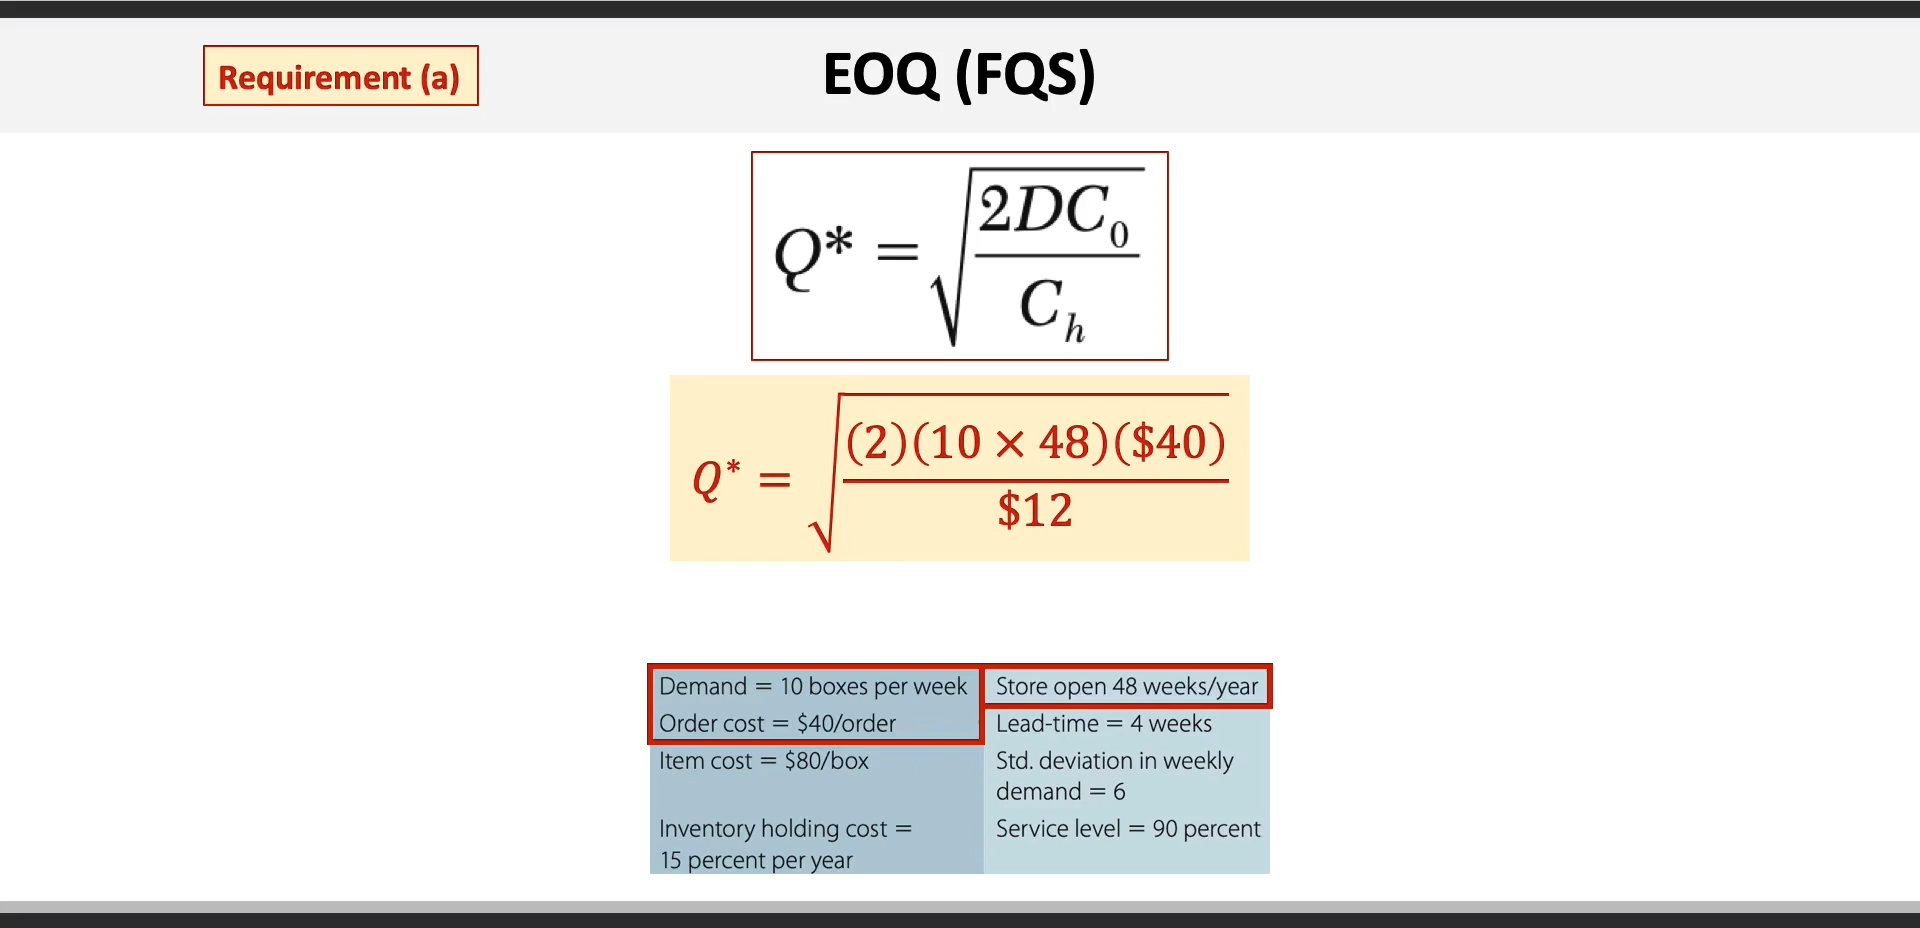 Requirement (a)
EOQ (FQS)
Q* = √(2DC₀ / Cₕ)
Q* = √((2)(10 × 48)($40) / $12)
Demand = 10 boxes per week
Store open 48 weeks/year
Order cost = $40/order
Lead-time = 4 weeks
Item cost = $80/box
Std. deviation in weekly
demand = 6
Inventory holding cost =
15 percent per year
Service level = 90 percent